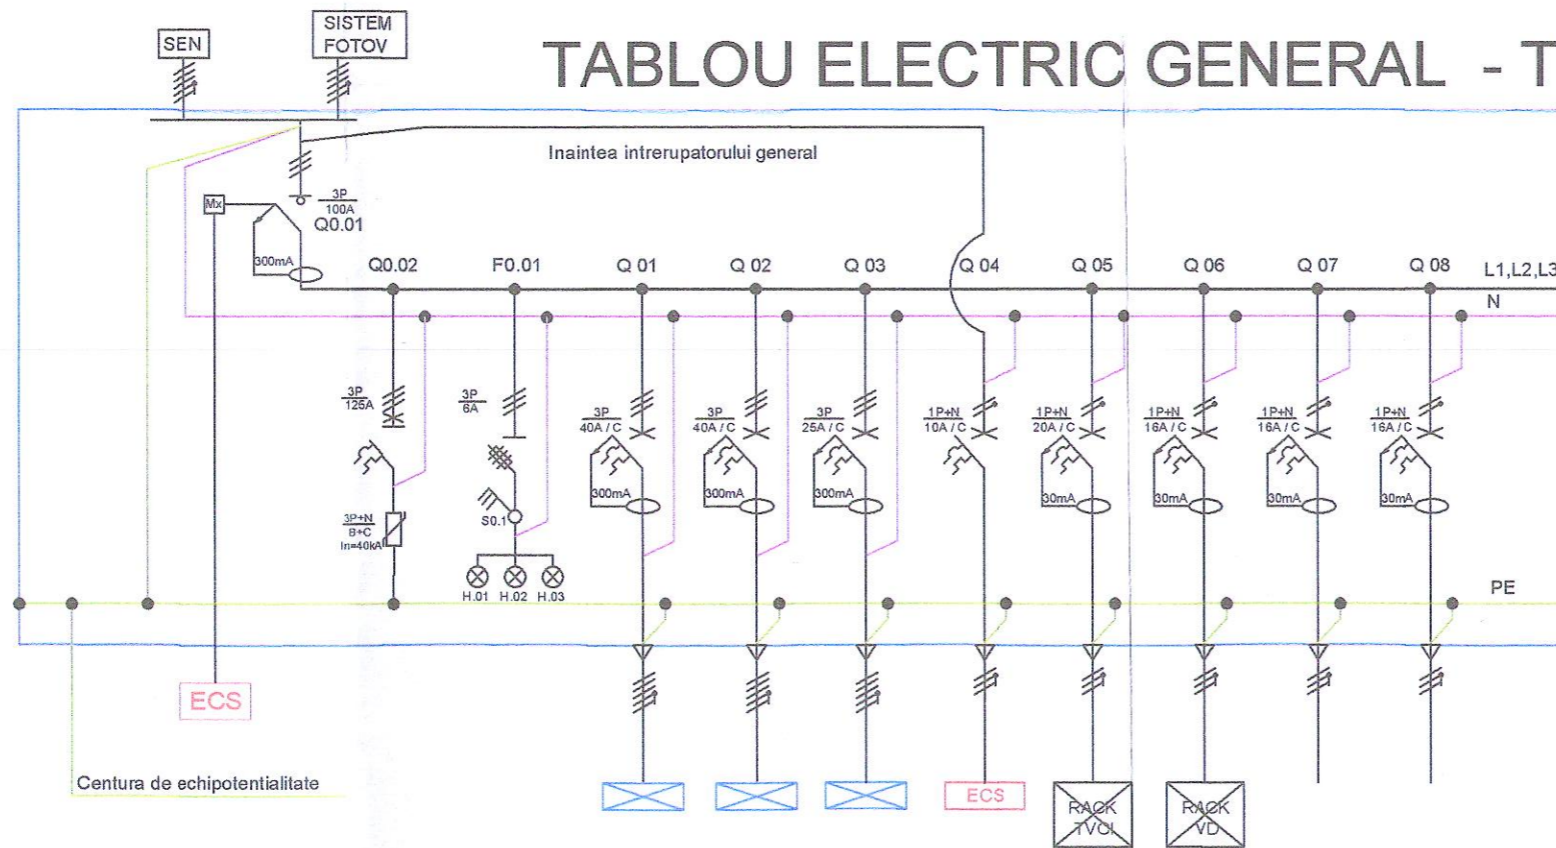 SEN
SISTEM
FOTOV
TABLOU ELECTRIC GENERAL - T
Inaintea intrerupatorului general
Mx
3P
100A
Q0.01
300mA
Q0.02
F0.01
Q 01
Q 02
Q 03
Q 04
Q 05
Q 06
Q 07
Q 08
L1,L2,L3
N
3P
125A
3P
6A
3P
40A / C
3P
40A / C
3P
25A / C
1P+N
10A / C
1P+N
20A / C
1P+N
16A / C
1P+N
16A / C
1P+N
16A / C
300mA
300mA
300mA
30mA
30mA
30mA
30mA
3P+N
B+C
In=40kA
S0.1
H.01
H.02
H.03
PE
ECS
Centura de echipotentialitate
ECS
RACK
TVCI
RACK
VD